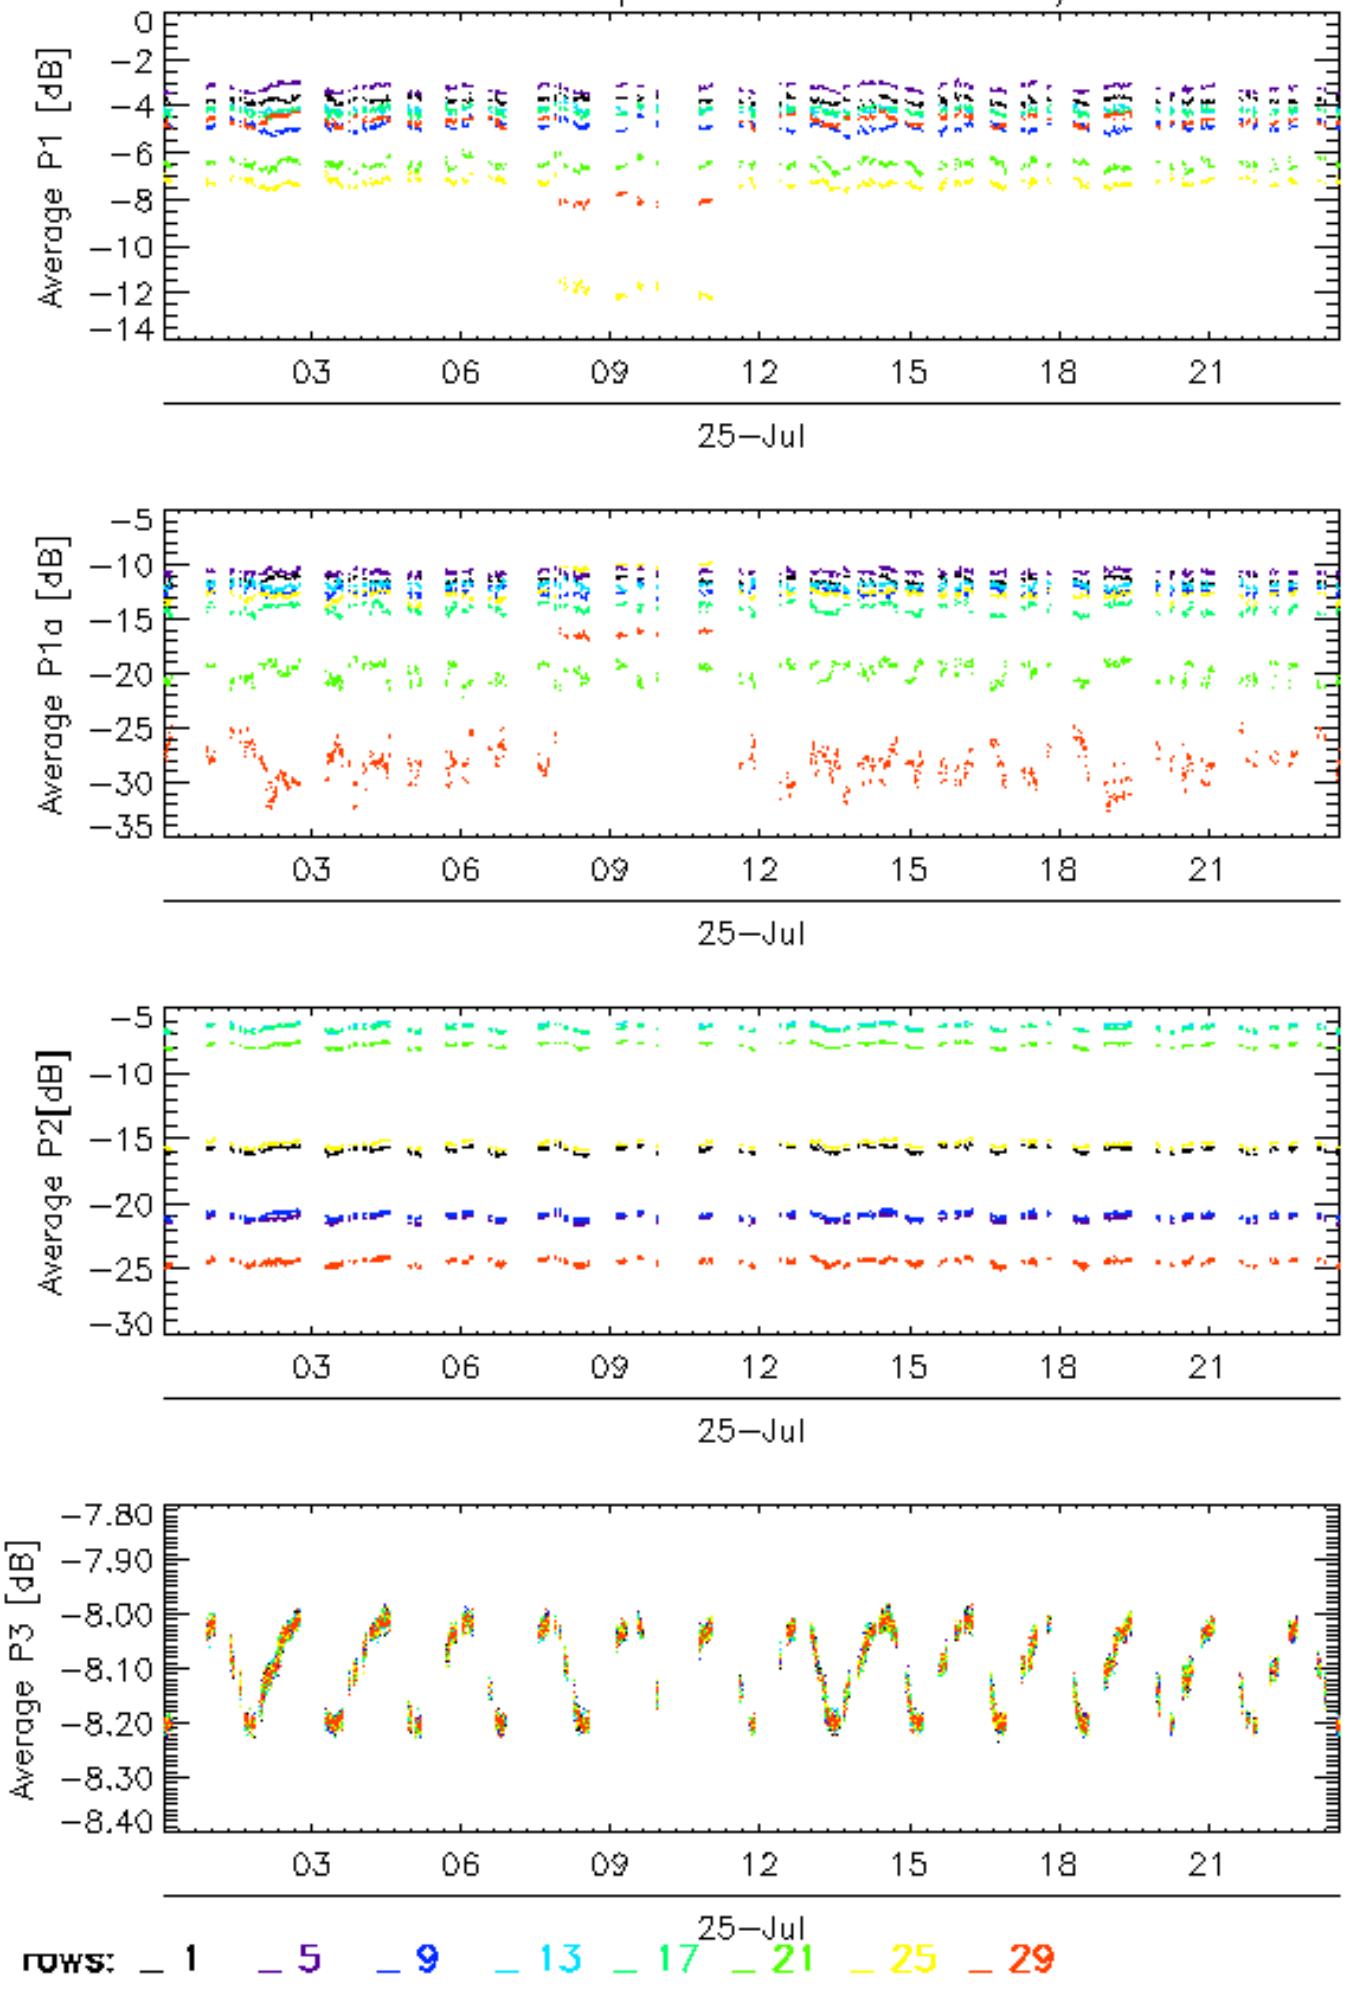 0
−2
−4
−6
−8
−10
−12
−14
Average P1 [dB]
03 06 09 12 15 18 21
25−Jul
−5
−10
−15
−20
−25
−30
−35
Average P1a [dB]
03 06 09 12 15 18 21
25−Jul
−5
−10
−15
−20
−25
−30
Average P2[dB]
03 06 09 12 15 18 21
25−Jul
−7.80
−7.90
−8.00
−8.10
−8.20
−8.30
−8.40
Average P3 [dB]
03 06 09 12 15 18 21
25−Jul
rows: _ 1 _ 5 _ 9 _ 13 _ 17 _ 21 _ 25 _ 29